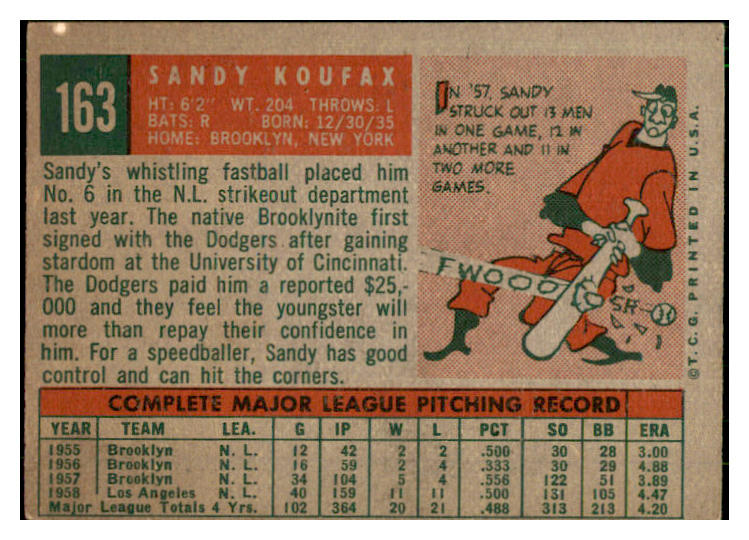 163
SANDY KOUFAX
HT: 6'2" WT. 204 THROWS: L
BATS: R BORN: 12/30/35
HOME: BROOKLYN, NEW YORK
Sandy's whistling fastball placed him
No. 6 in the N.L. strikeout department
last year. The native Brooklynite first
signed with the Dodgers after gaining
stardom at the University of Cincinnati.
The Dodgers paid him a reported $25,-
000 and they feel the youngster will
more than repay their confidence in
him. For a speedballer, Sandy has good
control and can hit the corners.
IN '57, SANDY
STRUCK OUT 13 MEN
IN ONE GAME, 12 IN
ANOTHER AND 11 IN
TWO MORE
GAMES.
FWOOO
©T.C.G. PRINTED IN U.S.A.
COMPLETE MAJOR LEAGUE PITCHING RECORD
YEAR TEAM LEA. G IP W L PCT SO BB ERA
1955 Brooklyn N. L. 12 42 2 2 .500 30 28 3.00
1956 Brooklyn N. L. 16 59 2 4 .333 30 29 4.88
1957 Brooklyn N. L. 34 104 5 4 .556 122 51 3.89
1958 Los Angeles N. L. 40 159 11 11 .500 131 105 4.47
Major League Totals 4 Yrs. 102 364 20 21 .488 313 213 4.20